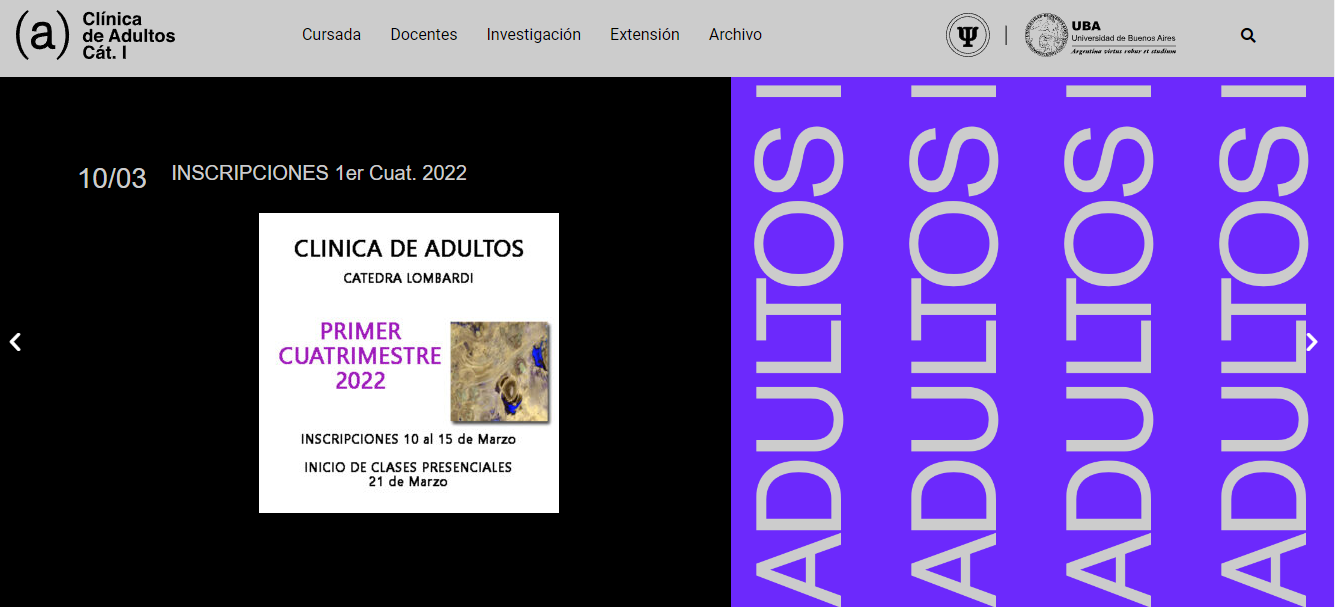 (a)
Clínica
de Adultos
Cát. I
Cursada
Docentes
Investigación
Extensión
Archivo
UBA
Universidad de Buenos Aires
Argentina virtus robur et studium
10/03
INSCRIPCIONES 1er Cuat. 2022
CLINICA DE ADULTOS
CATEDRA LOMBARDI
PRIMER
CUATRIMESTRE
2022
INSCRIPCIONES 10 al 15 de Marzo
INICIO DE CLASES PRESENCIALES
21 de Marzo
ADULTOS I
ADULTOS I
ADULTOS I
ADULTOS I